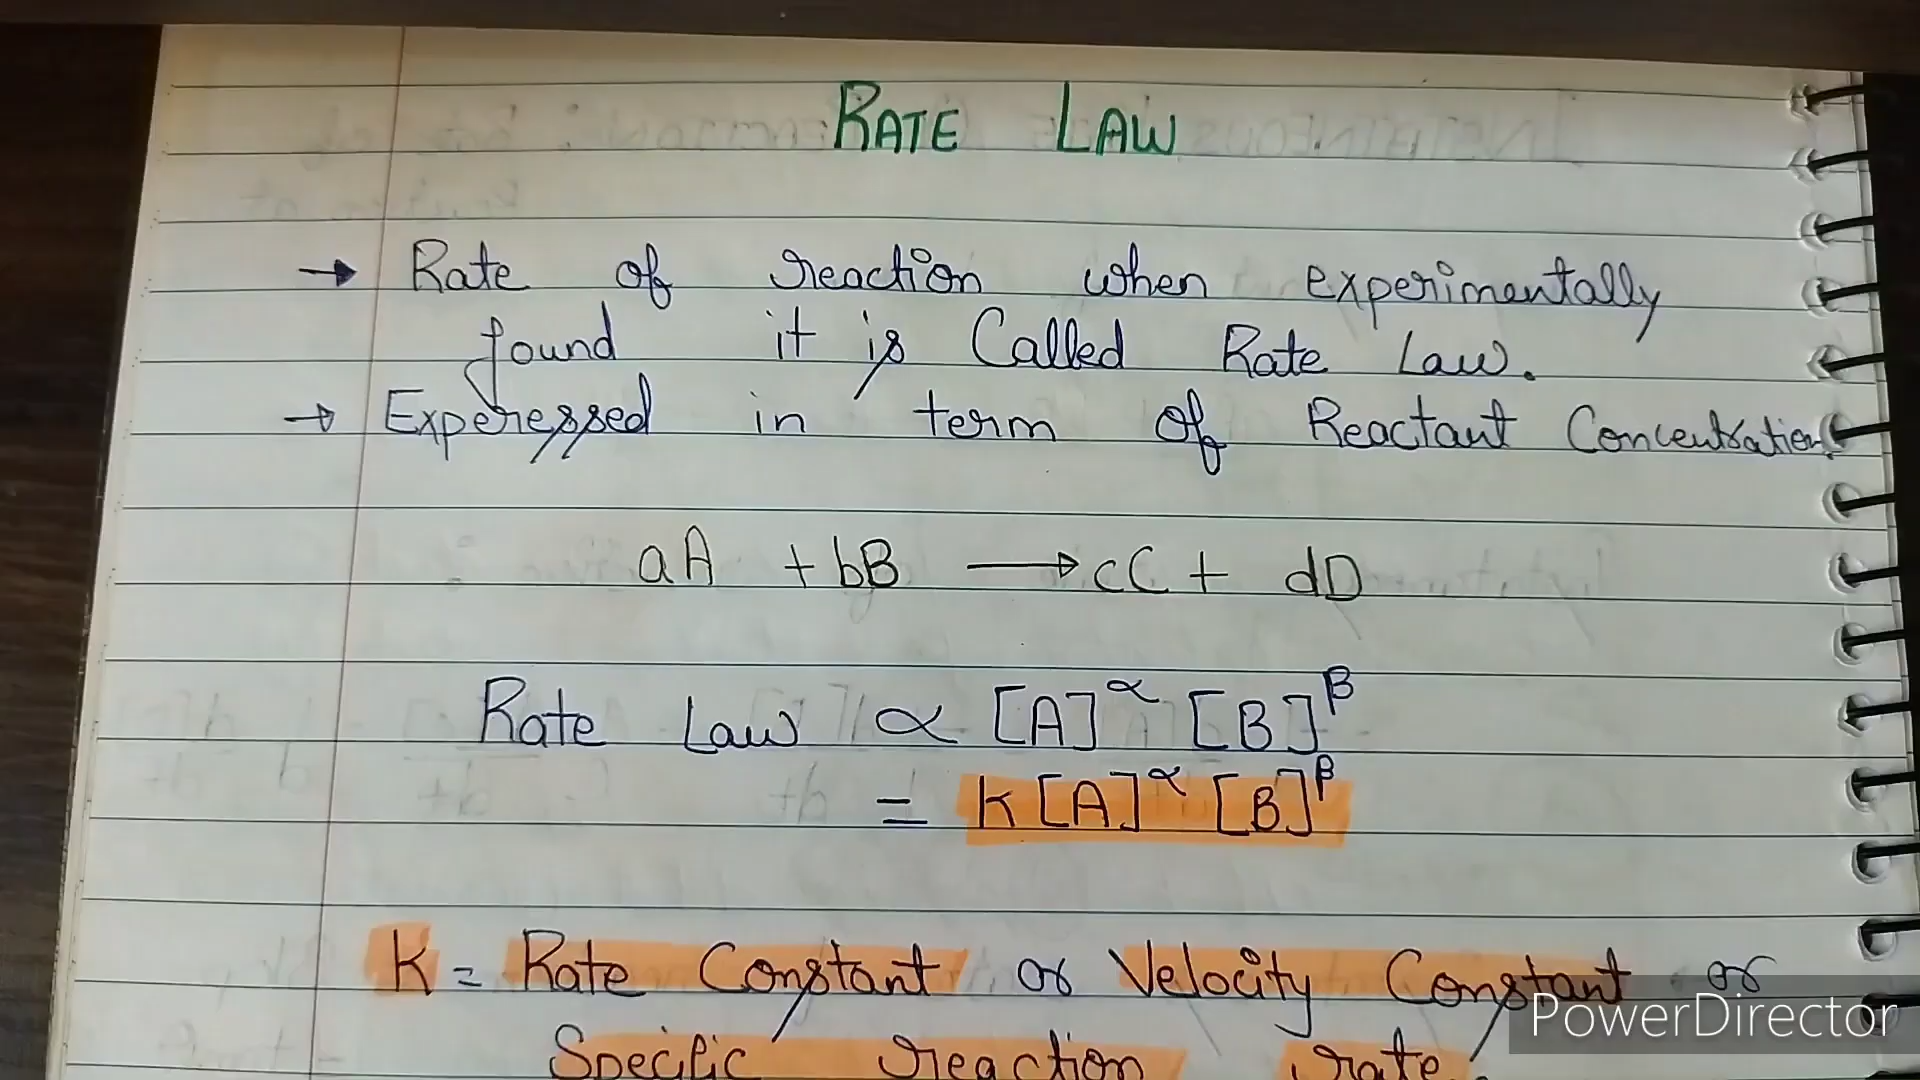 RATE LAW
→ Rate of reaction when experimentally
found it is Called Rate Law.
→ Experessed in term of Reactant Concentration.
aA + bB ⟶ cC + dD
Rate Law ∝ [A]^α [B]^β
= K[A]^α [B]^β
K = Rate Constant or Velocity Constant or
Specific reaction rate.
PowerDirector